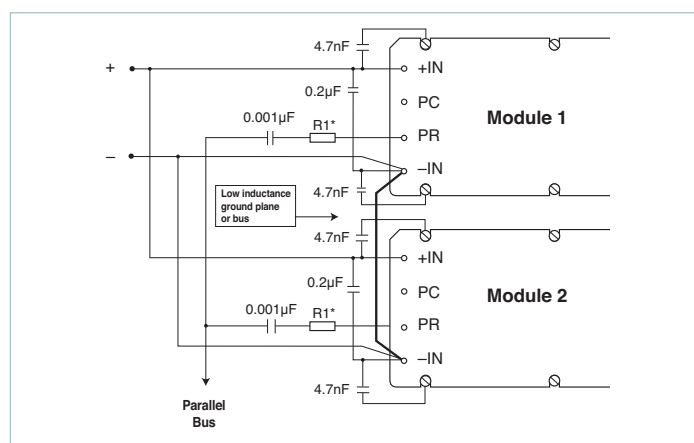 4.7nF
+
+IN
0.2µF
PC
Module 1
0.001µF
R1*
PR
–
–IN
4.7nF
Low inductance
ground plane
or bus
4.7nF
+IN
0.2µF
PC
Module 2
0.001µF
R1*
PR
–IN
4.7nF
Parallel
Bus